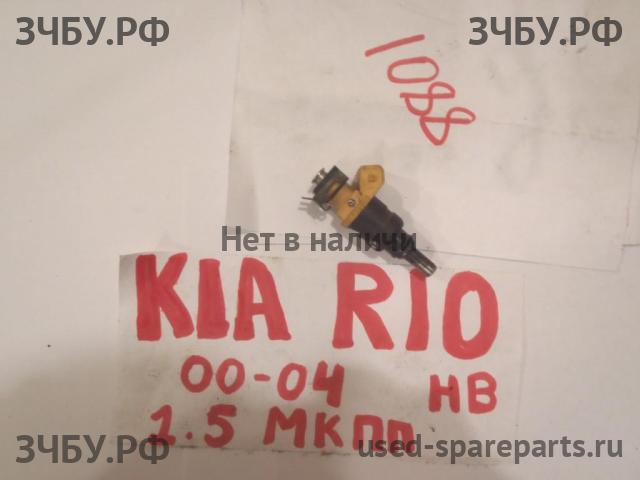 ЗЧБУ.РФ ЗЧБУ.РФ
1088
Нет в наличи
KIA RIO
00-04 HB
1.5 МКПП
ЗЧБУ.РФ used-spareparts.ru